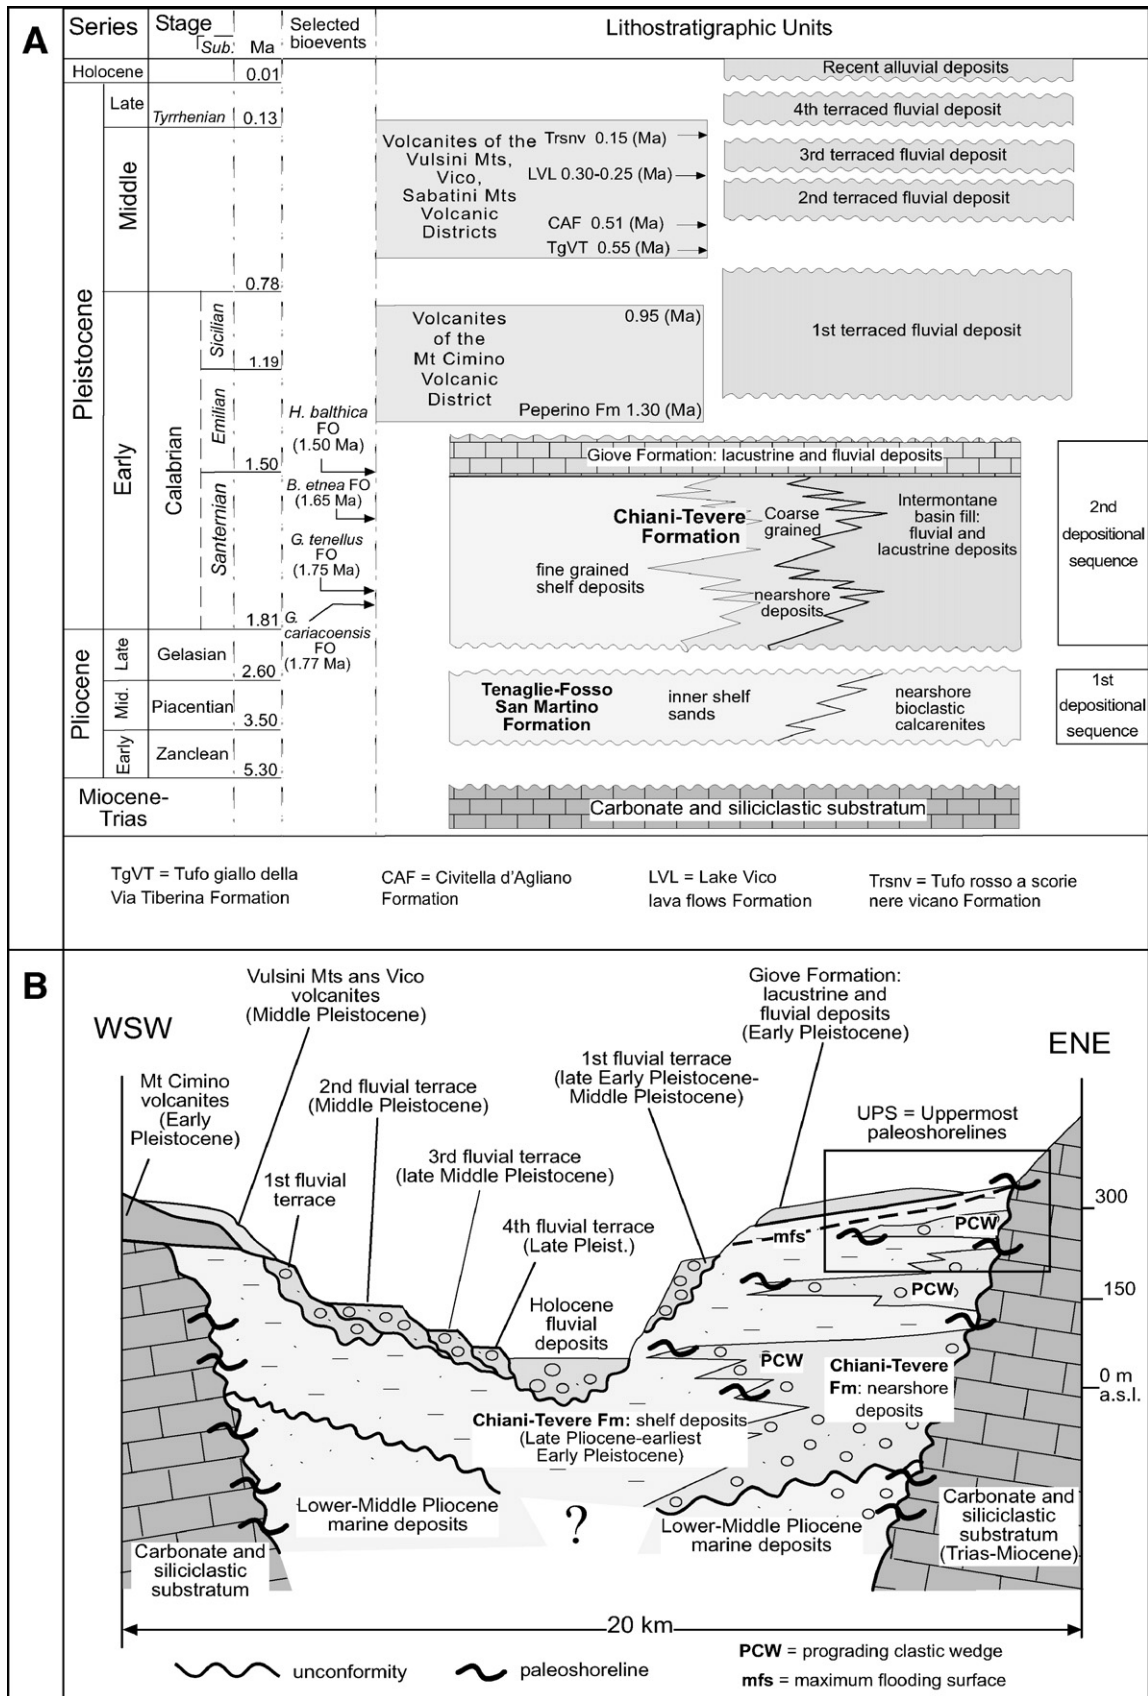 A
Series
Stage
Sub.
Ma
Selected
bioevents
Lithostratigraphic Units
Holocene
0.01
Recent alluvial deposits
Pleistocene
Late
Tyrrhenian
0.13
4th terraced fluvial deposit
Middle
Volcanites of the
Vulsini Mts,
Vico,
Sabatini Mts
Volcanic
Districts
Trsnv 0.15 (Ma)
LVL 0.30-0.25 (Ma)
CAF 0.51 (Ma)
TgVT 0.55 (Ma)
3rd terraced fluvial deposit
2nd terraced fluvial deposit
0.78
Early
Calabrian
Sicilian
1.19
Volcanites
of the
Mt Cimino
Volcanic
District
0.95 (Ma)
Peperino Fm 1.30 (Ma)
1st terraced fluvial deposit
Emilian
1.50
H. balthica
FO
(1.50 Ma)
Giove Formation: lacustrine and fluvial deposits
Santernian
1.81
B. etnea FO
(1.65 Ma)
G. tenellus
FO
(1.75 Ma)
G.
cariacoensis
FO
(1.77 Ma)
Chiani-Tevere
Formation
fine grained
shelf deposits
Coarse
grained
nearshore
deposits
Intermontane
basin fill:
fluvial and
lacustrine deposits
2nd
depositional
sequence
Pliocene
Late
Gelasian
2.60
Mid.
Piacentian
3.50
Early
Zanclean
5.30
Tenaglie-Fosso
San Martino
Formation
inner shelf
sands
nearshore
bioclastic
calcarenites
1st
depositional
sequence
Miocene-
Trias
Carbonate and siliciclastic substratum
TgVT = Tufo giallo della
Via Tiberina Formation
CAF = Civitella d'Agliano
Formation
LVL = Lake Vico
lava flows Formation
Trsnv = Tufo rosso a scorie
nere vicano Formation
B
WSW
ENE
Vulsini Mts ans Vico
volcanites
(Middle Pleistocene)
Giove Formation:
lacustrine and
fluvial deposits
(Early Pleistocene)
Mt Cimino
volcanites
(Early
Pleistocene)
2nd fluvial terrace
(Middle Pleistocene)
1st fluvial terrace
(late Early Pleistocene-
Middle Pleistocene)
UPS = Uppermost
paleoshorelines
1st fluvial
terrace
3rd fluvial terrace
(late Middle Pleistocene)
4th fluvial terrace
(Late Pleist.)
Holocene
fluvial
deposits
mfs
PCW
PCW
PCW
300
150
0 m
a.s.l.
Chiani-Tevere
Fm: nearshore
deposits
Chiani-Tevere Fm: shelf deposits
(Late Pliocene-earliest
Early Pleistocene)
Lower-Middle Pliocene
marine deposits
?
Lower-Middle Pliocene
marine deposits
Carbonate and
siliciclastic
substratum
Carbonate and
siliciclastic
substratum
(Trias-Miocene)
20 km
unconformity
paleoshoreline
PCW = prograding clastic wedge
mfs = maximum flooding surface